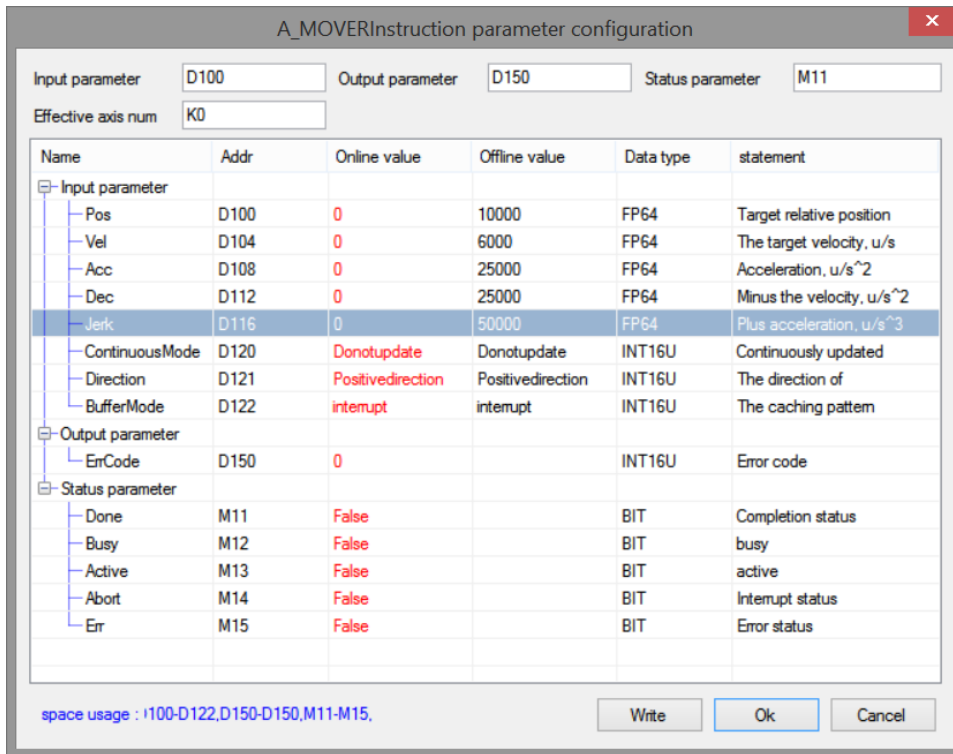 A_MOVERInstruction parameter configuration
Input parameter D100 Output parameter D150 Status parameter M11
Effective axis num K0
Name Addr Online value Offline value Data type statement
Input parameter
Pos D100 0 10000 FP64 Target relative position
Vel D104 0 6000 FP64 The target velocity, u/s
Acc D108 0 25000 FP64 Acceleration, u/s^2
Dec D112 0 25000 FP64 Minus the velocity, u/s^2
Jerk D116 0 50000 FP64 Plus acceleration, u/s^3
ContinuousMode D120 Donotupdate Donotupdate INT16U Continuously updated
Direction D121 Positivedirection Positivedirection INT16U The direction of
BufferMode D122 interrupt interrupt INT16U The caching pattern
Output parameter
ErrCode D150 0 INT16U Error code
Status parameter
Done M11 False BIT Completion status
Busy M12 False BIT busy
Active M13 False BIT active
Abort M14 False BIT Interrupt status
Err M15 False BIT Error status
space usage : 100-D122,D150-D150,M11-M15,
Write Ok Cancel